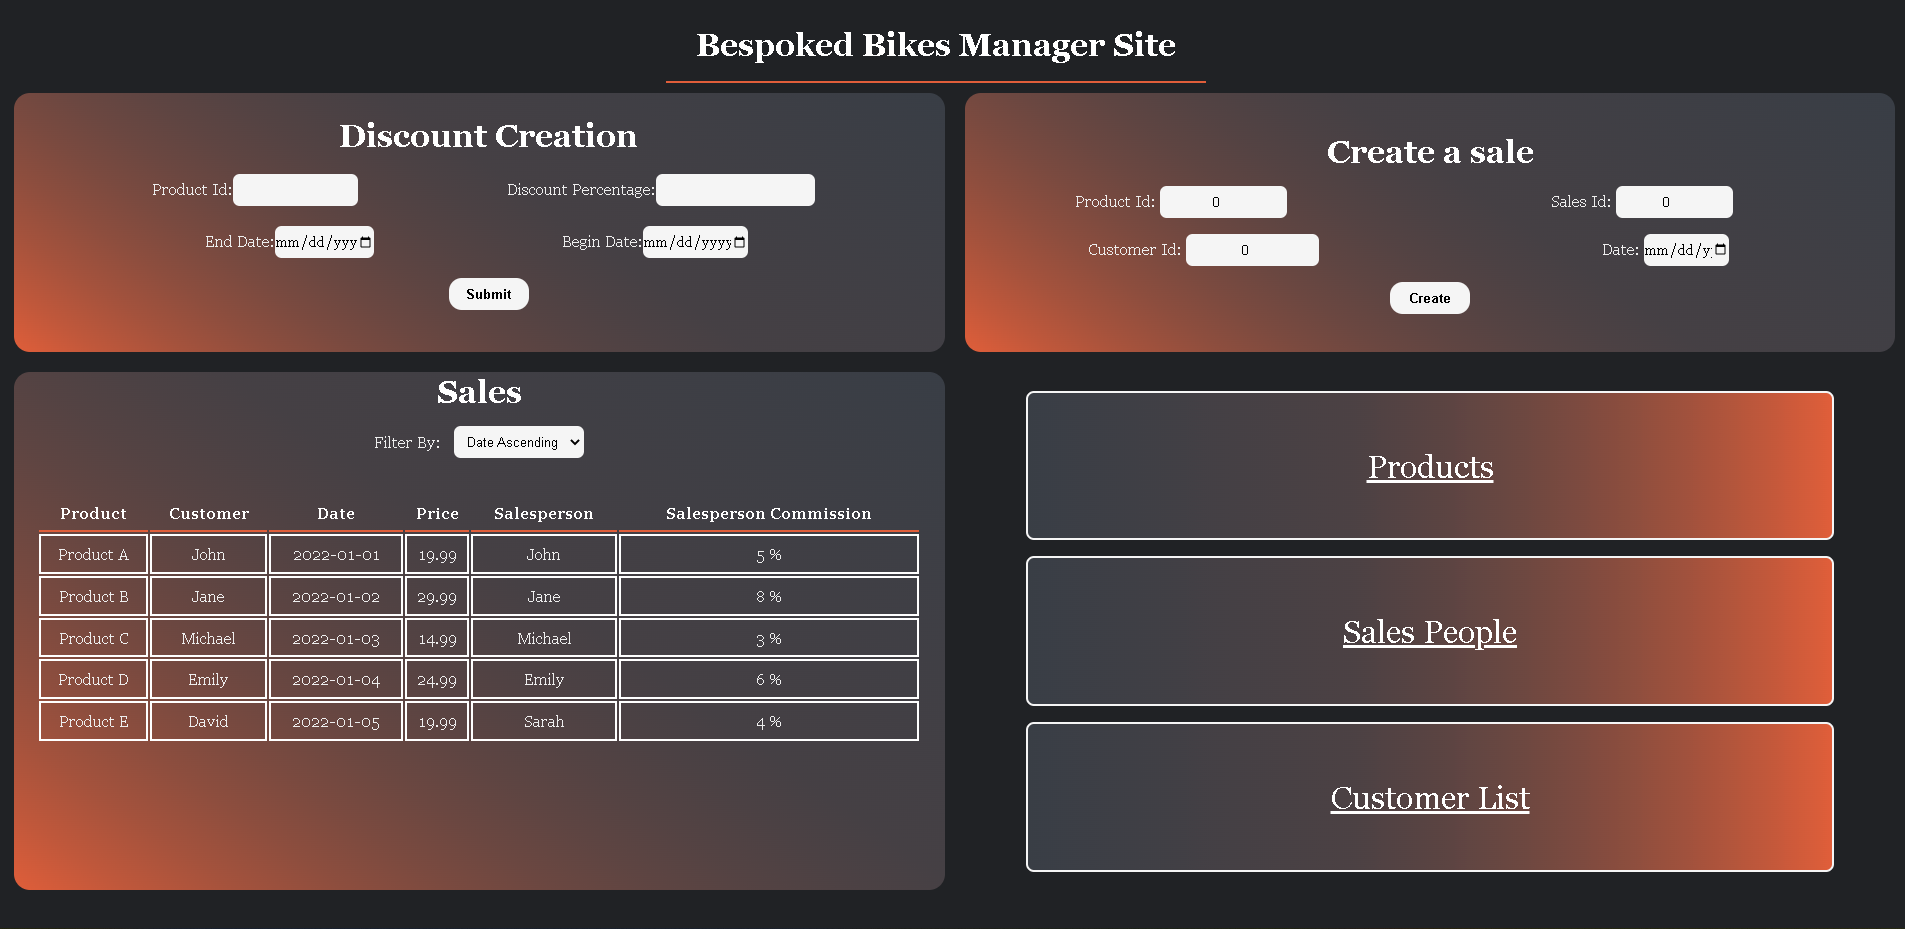 Bespoked Bikes Manager Site
Discount Creation
Product Id:
Discount Percentage:
End Date: mm/dd/yyy
Begin Date: mm/dd/yyyy
Submit
Create a sale
Product Id: 0
Sales Id: 0
Customer Id: 0
Date: mm/dd/y
Create
Sales
Filter By: Date Ascending
Product Customer Date Price Salesperson Salesperson Commission
Product A John 2022-01-01 19.99 John 5 %
Product B Jane 2022-01-02 29.99 Jane 8 %
Product C Michael 2022-01-03 14.99 Michael 3 %
Product D Emily 2022-01-04 24.99 Emily 6 %
Product E David 2022-01-05 19.99 Sarah 4 %
Products
Sales People
Customer List